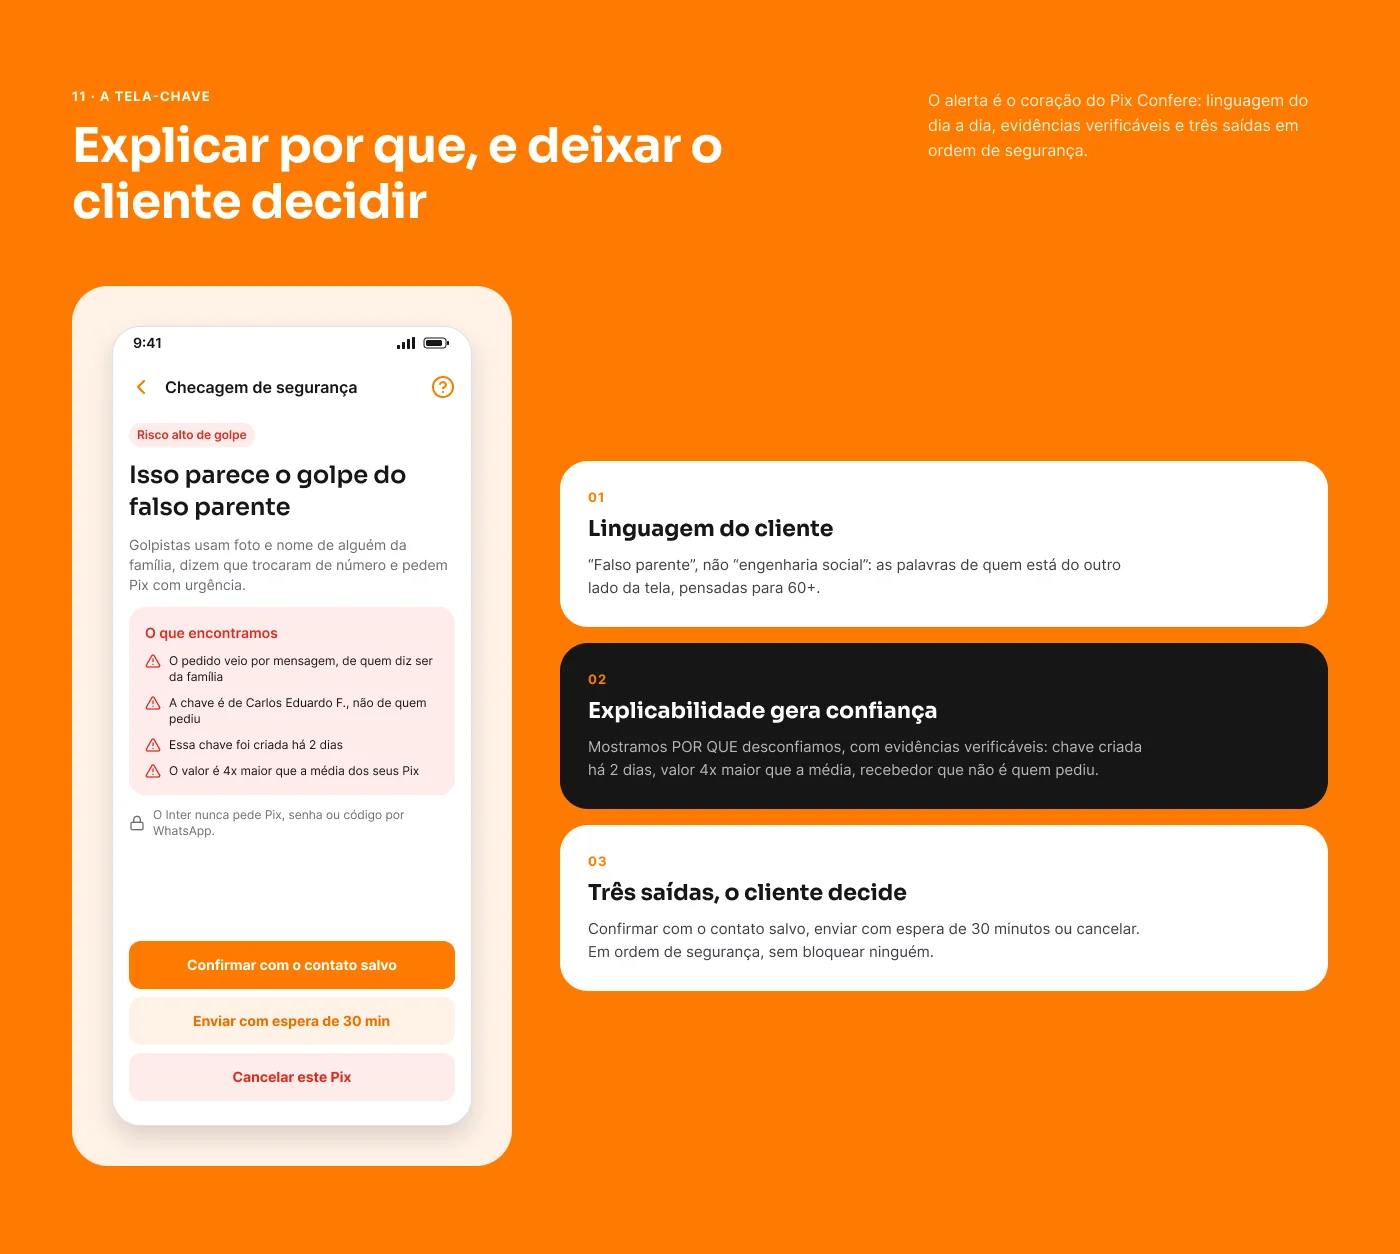 11 · A TELA-CHAVE
Explicar por que, e deixar o
cliente decidir
O alerta é o coração do Pix Confere: linguagem do
dia a dia, evidências verificáveis e três saídas em
ordem de segurança.
9:41
Checagem de segurança
Risco alto de golpe
Isso parece o golpe do
falso parente
Golpistas usam foto e nome de alguém da
família, dizem que trocaram de número e pedem
Pix com urgência.
O que encontramos
O pedido veio por mensagem, de quem diz ser
da família
A chave é de Carlos Eduardo F., não de quem
pediu
Essa chave foi criada há 2 dias
O valor é 4x maior que a média dos seus Pix
O Inter nunca pede Pix, senha ou código por
WhatsApp.
Confirmar com o contato salvo
Enviar com espera de 30 min
Cancelar este Pix
01
Linguagem do cliente
“Falso parente”, não “engenharia social”: as palavras de quem está do outro
lado da tela, pensadas para 60+.
02
Explicabilidade gera confiança
Mostramos POR QUE desconfiamos, com evidências verificáveis: chave criada
há 2 dias, valor 4x maior que a média, recebedor que não é quem pediu.
03
Três saídas, o cliente decide
Confirmar com o contato salvo, enviar com espera de 30 minutos ou cancelar.
Em ordem de segurança, sem bloquear ninguém.